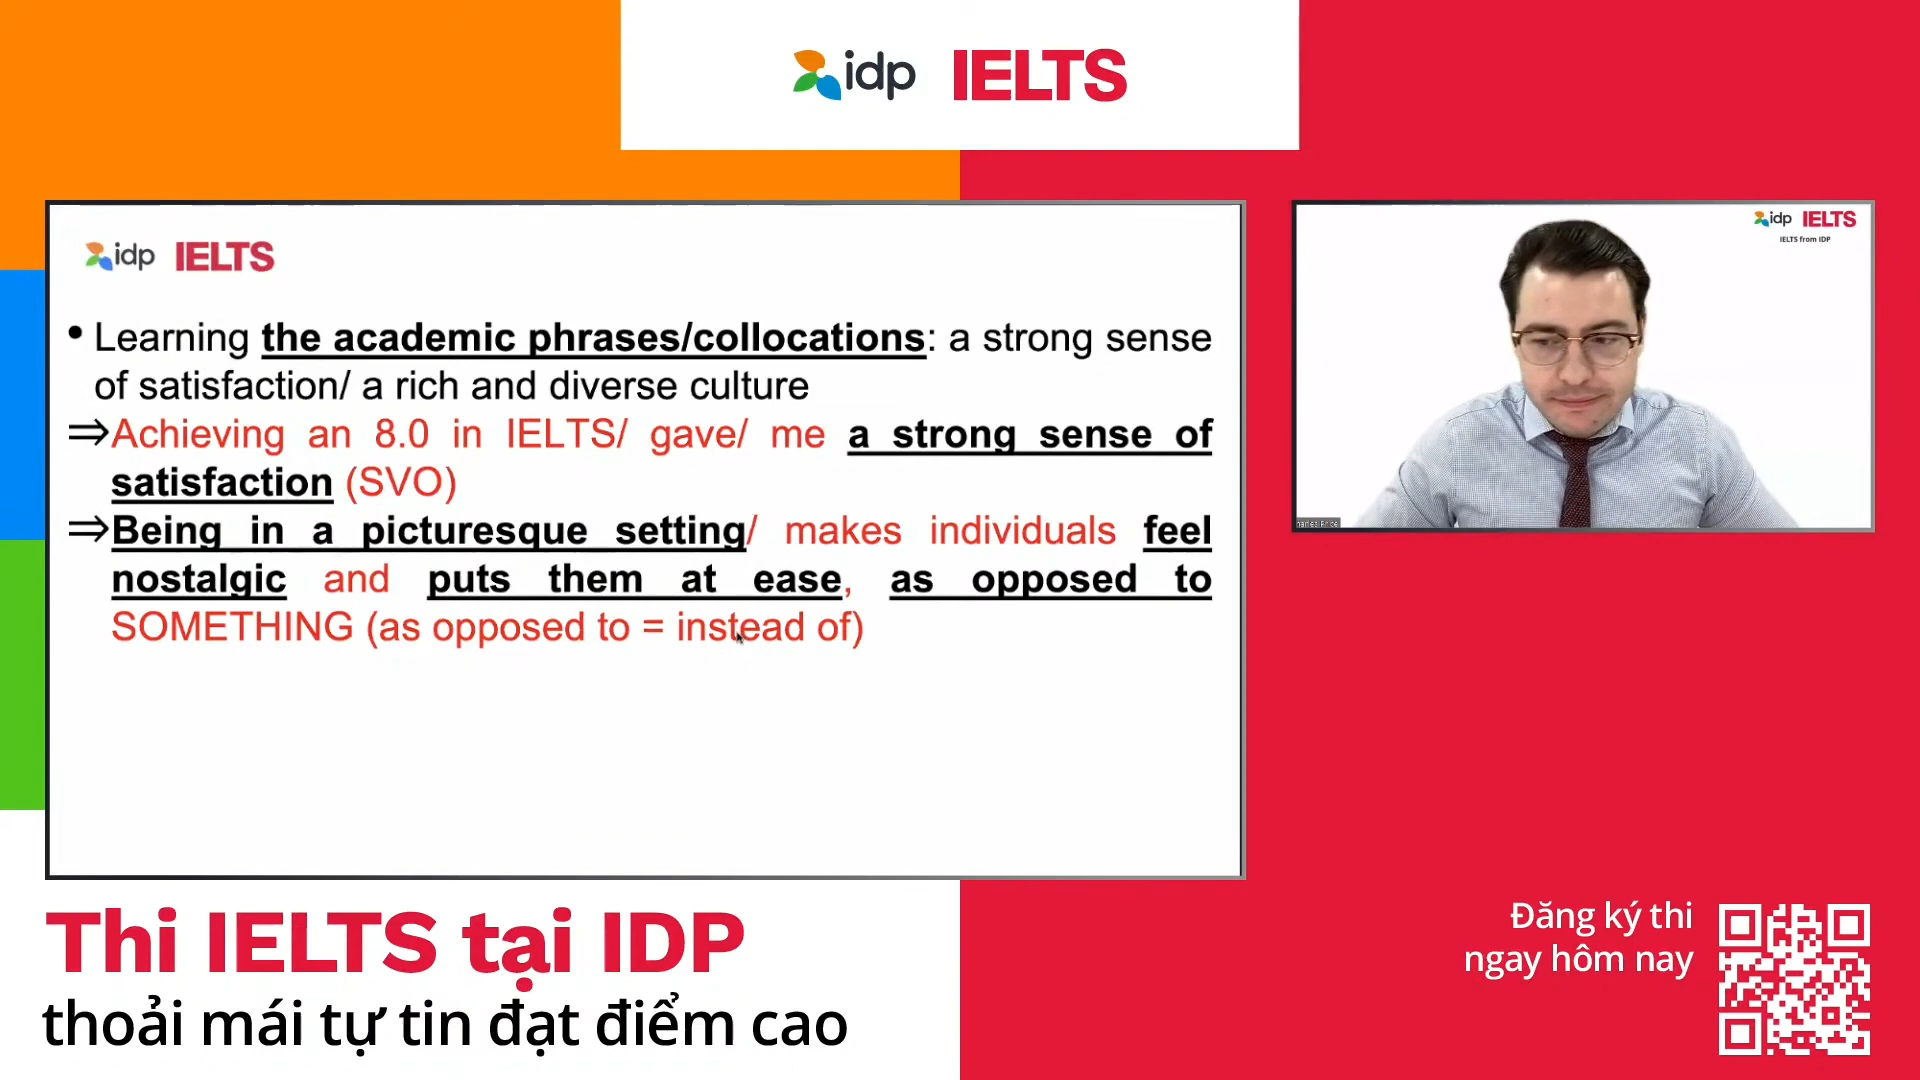 idp IELTS
idp IELTS
• Learning the academic phrases/collocations: a strong sense
of satisfaction/ a rich and diverse culture
⇒Achieving an 8.0 in IELTS/ gave/ me a strong sense of
satisfaction (SVO)
⇒Being in a picturesque setting/ makes individuals feel
nostalgic and puts them at ease, as opposed to
SOMETHING (as opposed to = instead of)
idp IELTS
IELTS from IDP
Thi IELTS tại IDP
thoải mái tự tin đạt điểm cao
Đăng ký thi
ngay hôm nay